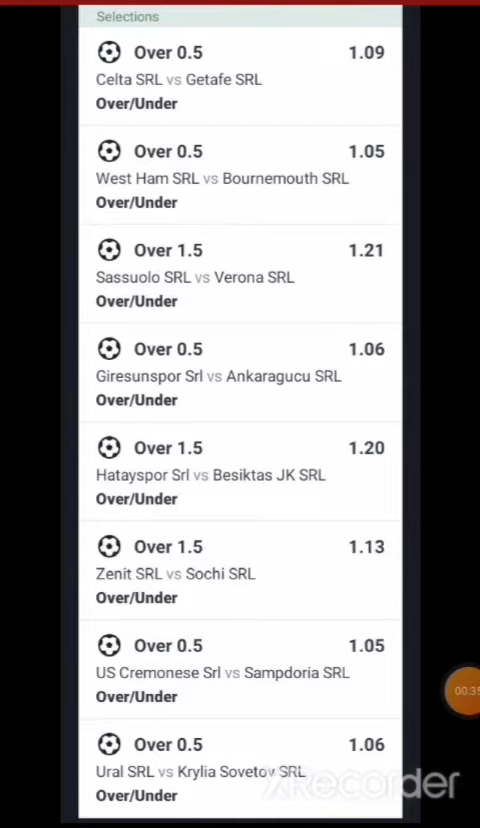 Selections
Over 0.5 1.09
Celta SRL vs Getafe SRL
Over/Under
Over 0.5 1.05
West Ham SRL vs Bournemouth SRL
Over/Under
Over 1.5 1.21
Sassuolo SRL vs Verona SRL
Over/Under
Over 0.5 1.06
Giresunspor Srl vs Ankaragucu SRL
Over/Under
Over 1.5 1.20
Hatayspor Srl vs Besiktas JK SRL
Over/Under
Over 1.5 1.13
Zenit SRL vs Sochi SRL
Over/Under
Over 0.5 1.05
US Cremonese Srl vs Sampdoria SRL
Over/Under
00:35
Over 0.5 1.06
Ural SRL vs Krylia Sovetov SRL
XRecorder
Over/Under